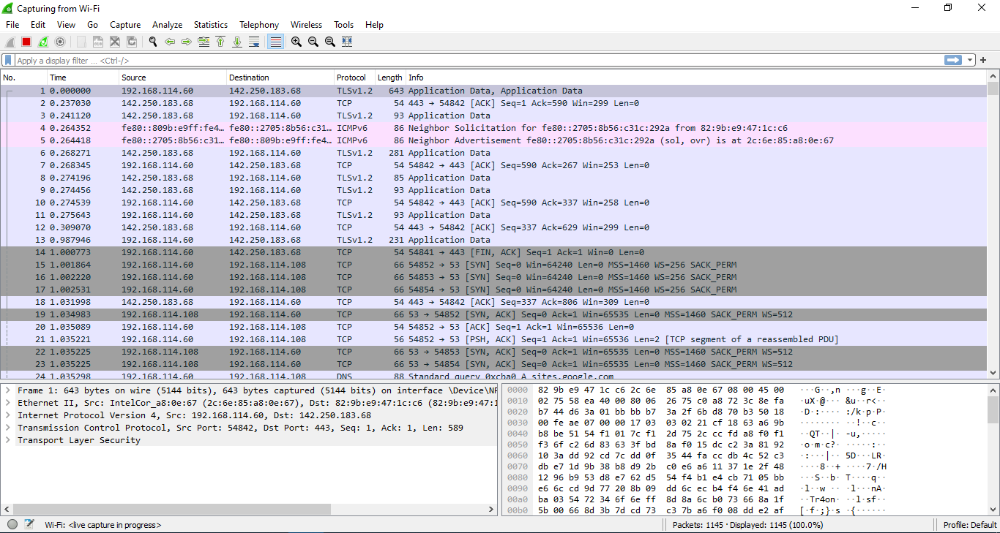 Capturing from Wi-Fi
File Edit View Go Capture Analyze Statistics Telephony Wireless Tools Help
Apply a display filter ... <Ctrl-/>
No. Time Source Destination Protocol Length Info
1 0.000000 192.168.114.60 142.250.183.68 TLSv1.2 643 Application Data, Application Data
2 0.237030 142.250.183.68 192.168.114.60 TCP 54 443 → 54842 [ACK] Seq=1 Ack=590 Win=299 Len=0
3 0.241120 142.250.183.68 192.168.114.60 TLSv1.2 93 Application Data
4 0.264352 fe80::809b:e9ff:fe4… fe80::2705:8b56:c31… ICMPv6 86 Neighbor Solicitation for fe80::2705:8b56:c31c:292a from 82:9b:e9:47:1c:c6
5 0.264418 fe80::2705:8b56:c31… fe80::809b:e9ff:fe4… ICMPv6 86 Neighbor Advertisement fe80::2705:8b56:c31c:292a (sol, ovr) is at 2c:6e:85:a8:0e:67
6 0.268271 142.250.183.68 192.168.114.60 TLSv1.2 281 Application Data
7 0.268345 192.168.114.60 142.250.183.68 TCP 54 54842 → 443 [ACK] Seq=590 Ack=267 Win=253 Len=0
8 0.274196 142.250.183.68 192.168.114.60 TLSv1.2 85 Application Data
9 0.274456 142.250.183.68 192.168.114.60 TLSv1.2 93 Application Data
10 0.274539 192.168.114.60 142.250.183.68 TCP 54 54842 → 443 [ACK] Seq=590 Ack=337 Win=258 Len=0
11 0.275643 192.168.114.60 142.250.183.68 TLSv1.2 93 Application Data
12 0.309070 142.250.183.68 192.168.114.60 TCP 54 443 → 54842 [ACK] Seq=337 Ack=629 Win=299 Len=0
13 0.987946 192.168.114.60 142.250.183.68 TLSv1.2 231 Application Data
14 1.000773 192.168.114.60 142.250.183.68 TCP 54 54841 → 443 [FIN, ACK] Seq=1 Ack=1 Win=0 Len=0
15 1.001864 192.168.114.60 192.168.114.108 TCP 66 54852 → 53 [SYN] Seq=0 Win=64240 Len=0 MSS=1460 WS=256 SACK_PERM
16 1.002220 192.168.114.60 192.168.114.108 TCP 66 54853 → 53 [SYN] Seq=0 Win=64240 Len=0 MSS=1460 WS=256 SACK_PERM
17 1.002531 192.168.114.60 192.168.114.108 TCP 66 54854 → 53 [SYN] Seq=0 Win=64240 Len=0 MSS=1460 WS=256 SACK_PERM
18 1.031998 142.250.183.68 192.168.114.60 TCP 54 443 → 54842 [ACK] Seq=337 Ack=806 Win=309 Len=0
19 1.034983 192.168.114.108 192.168.114.60 TCP 66 53 → 54852 [SYN, ACK] Seq=0 Ack=1 Win=65535 Len=0 MSS=1460 SACK_PERM WS=512
20 1.035089 192.168.114.60 192.168.114.108 TCP 54 54852 → 53 [ACK] Seq=1 Ack=1 Win=65536 Len=0
21 1.035221 192.168.114.60 192.168.114.108 TCP 56 54852 → 53 [PSH, ACK] Seq=1 Ack=1 Win=65536 Len=2 [TCP segment of a reassembled PDU]
22 1.035225 192.168.114.108 192.168.114.60 TCP 66 53 → 54853 [SYN, ACK] Seq=0 Ack=1 Win=65535 Len=0 MSS=1460 SACK_PERM WS=512
23 1.035225 192.168.114.108 192.168.114.60 TCP 66 53 → 54854 [SYN, ACK] Seq=0 Ack=1 Win=65535 Len=0 MSS=1460 SACK_PERM WS=512
24 1.035298 192.168.114.60 192.168.114.108 DNS 88 Standard query 0xcba0 A sites.google.com
Frame 1: 643 bytes on wire (5144 bits), 643 bytes captured (5144 bits) on interface \Device\NF
Ethernet II, Src: IntelCor_a8:0e:67 (2c:6e:85:a8:0e:67), Dst: 82:9b:e9:47:1c:c6 (82:9b:e9:47:1
Internet Protocol Version 4, Src: 192.168.114.60, Dst: 142.250.183.68
Transmission Control Protocol, Src Port: 54842, Dst Port: 443, Seq: 1, Ack: 1, Len: 589
Transport Layer Security
0000 82 9b e9 47 1c c6 2c 6e 85 a8 0e 67 08 00 45 00 ···G··,n ···g··E·
0010 02 75 58 ea 40 00 80 06 26 75 c0 a8 72 3c 8e fa ·uX·@··· &u··r<··
0020 b7 44 d6 3a 01 bb bb b7 3a 2f 6b d8 70 b3 50 18 ·D·:···· :/k·p·P·
0030 00 fe ae 07 00 00 17 03 03 02 21 cf 18 63 a6 9b ········ ··!··c··
0040 b8 be 51 54 f1 01 7c f1 2d 75 2c cc fd a8 f0 f1 ··QT··|· -u,·····
0050 f3 6f c2 6d 83 63 3f bd 8a f0 15 dc c2 3a 81 92 ·o·m·c?· ·····:··
0060 10 3a dd 92 cd 7c dd 0f 35 44 fa cc db 4c 52 c3 ·:···|·· 5D···LR·
0070 db e7 1d 9b 38 b8 d9 2b c0 e6 a6 11 37 1e 2f 48 ····8··+ ····7·/H
0080 12 96 b9 53 d8 e7 62 d5 54 f4 b1 e4 cb 71 05 bb ···S··b· T····q··
0090 e6 6c cd 9d 77 20 8b 09 dd 6c ec b4 f4 6e 41 ad ·l··w ·· ·l···nA·
00a0 ba 03 54 72 34 6f 6e ff 8d 8a 6c b0 73 66 8a 1f ··Tr4on· ··l·sf··
00b0 5b 00 66 8d 3b 7d cd 73 c3 7b a6 f0 08 dd e2 af [·f·;}·s ·{······
Wi-Fi: <live capture in progress> Packets: 1145 · Displayed: 1145 (100.0%) Profile: Default